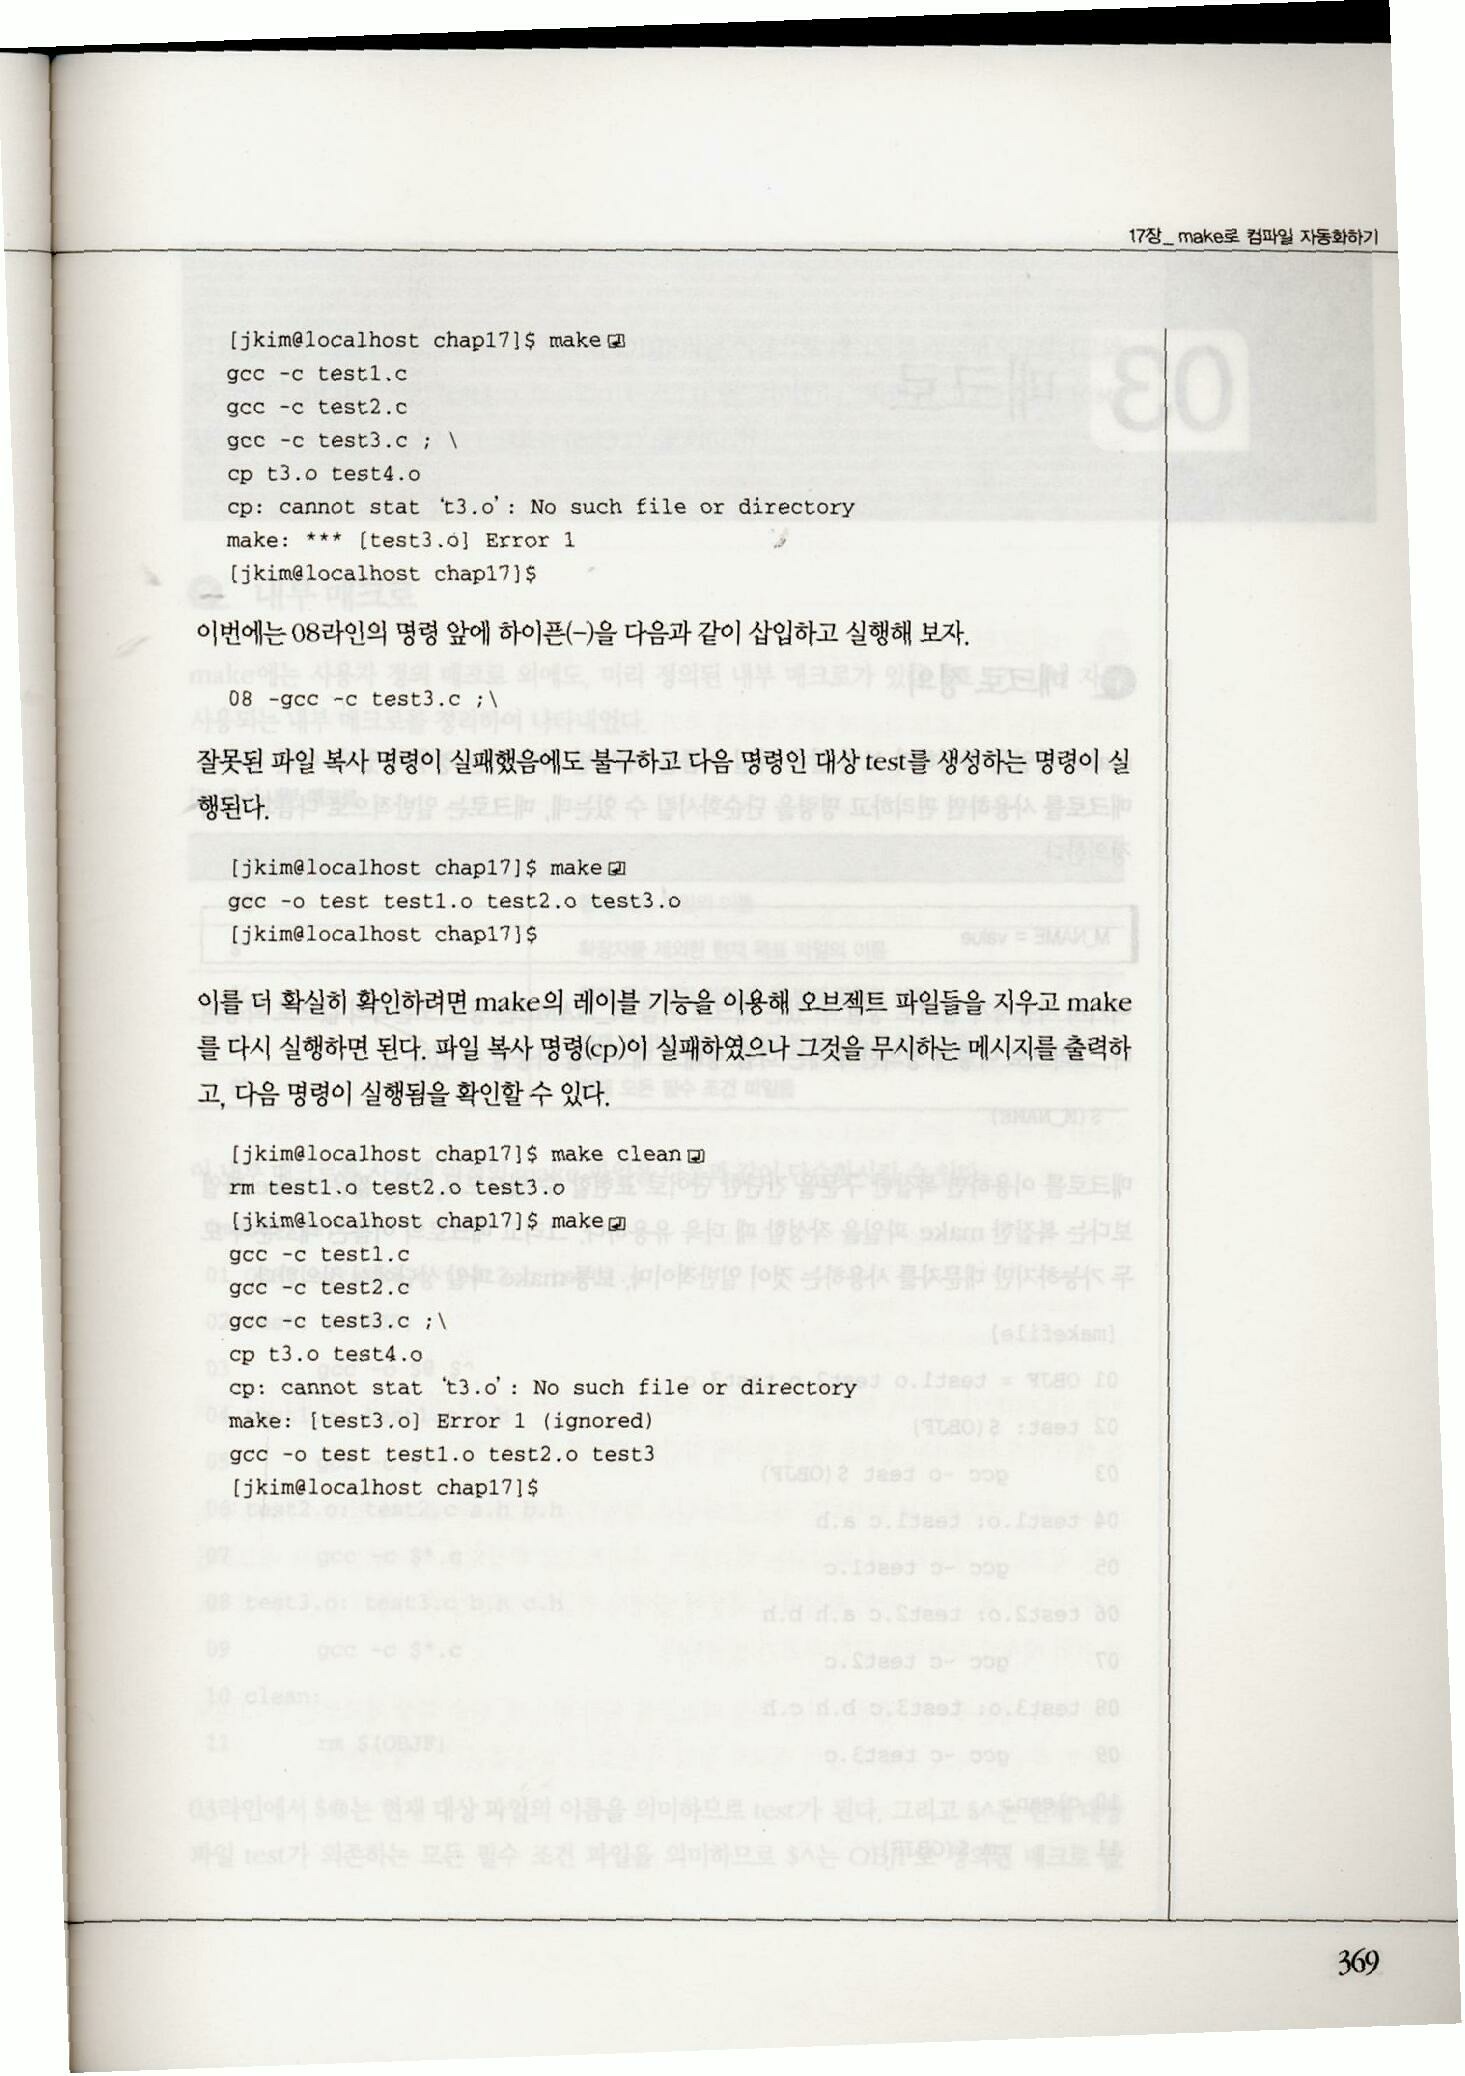 17장_ make로 컴파일 자동화하기
[jkim@localhost chap17]$ make
gcc -c test1.c
gcc -c test2.c
gcc -c test3.c ; \
cp t3.o test4.o
cp: cannot stat ‘t3.o’: No such file or directory
make: *** [test3.o] Error 1
[jkim@localhost chap17]$
이번에는 08라인의 명령 앞에 하이픈(-)을 다음과 같이 삽입하고 실행해 보자.
08 -gcc -c test3.c ;\
잘못된 파일 복사 명령이 실패했음에도 불구하고 다음 명령인 대상 test를 생성하는 명령이 실
행된다.
[jkim@localhost chap17]$ make
gcc -o test test1.o test2.o test3.o
[jkim@localhost chap17]$
이를 더 확실히 확인하려면 make의 레이블 기능을 이용해 오브젝트 파일들을 지우고 make
를 다시 실행하면 된다. 파일 복사 명령(cp)이 실패하였으나 그것을 무시하는 메시지를 출력하
고, 다음 명령이 실행됨을 확인할 수 있다.
[jkim@localhost chap17]$ make clean
rm test1.o test2.o test3.o
[jkim@localhost chap17]$ make
gcc -c test1.c
gcc -c test2.c
gcc -c test3.c ;\
cp t3.o test4.o
cp: cannot stat ‘t3.o’: No such file or directory
make: [test3.o] Error 1 (ignored)
gcc -o test test1.o test2.o test3
[jkim@localhost chap17]$
369